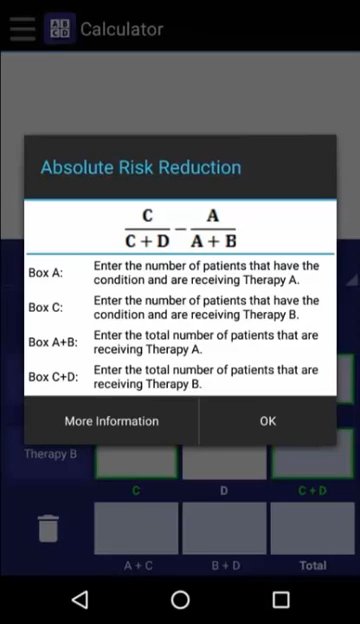 A B
C D
Calculator
Absolute Risk Reduction
C/(C + D) − A/(A + B)
Box A: Enter the number of patients that have the
condition and are receiving Therapy A.
Box C: Enter the number of patients that have the
condition and are receiving Therapy B.
Box A+B: Enter the total number of patients that are
receiving Therapy A.
Box C+D: Enter the total number of patients that are
receiving Therapy B.
More Information OK
Therapy B
C D C + D
A + C B + D Total